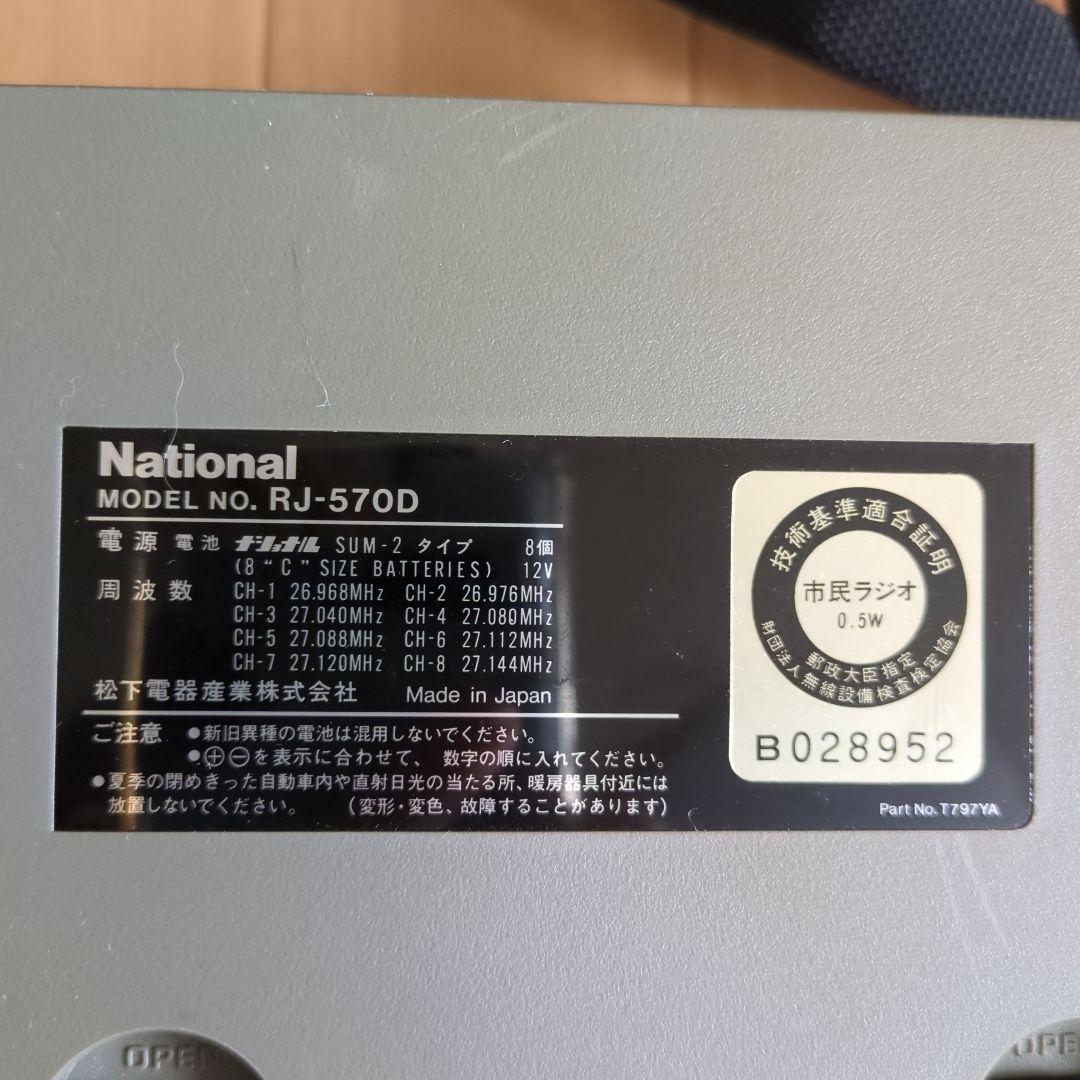 National
MODEL NO. RJ-570D
電源 電池 ナショナル SUM-2 タイプ 8個
(8 “C” SIZE BATTERIES) 12V
周波数 CH-1 26.968MHz CH-2 26.976MHz
CH-3 27.040MHz CH-4 27.080MHz
CH-5 27.088MHz CH-6 27.112MHz
CH-7 27.120MHz CH-8 27.144MHz
松下電器産業株式会社 Made in Japan
ご注意 ●新旧異種の電池は混用しないでください。
●⊕⊖を表示に合わせて、数字の順に入れてください。
●夏季の閉めきった自動車内や直射日光の当たる所、暖房器具付近には
放置しないでください。 (変形・変色、故障することがあります)
技術基準適合証明
市民ラジオ
0.5W
郵政大臣指定
財団法人無線設備検査検定協会
B028952
Part No. T797YA
OPEN
OPE